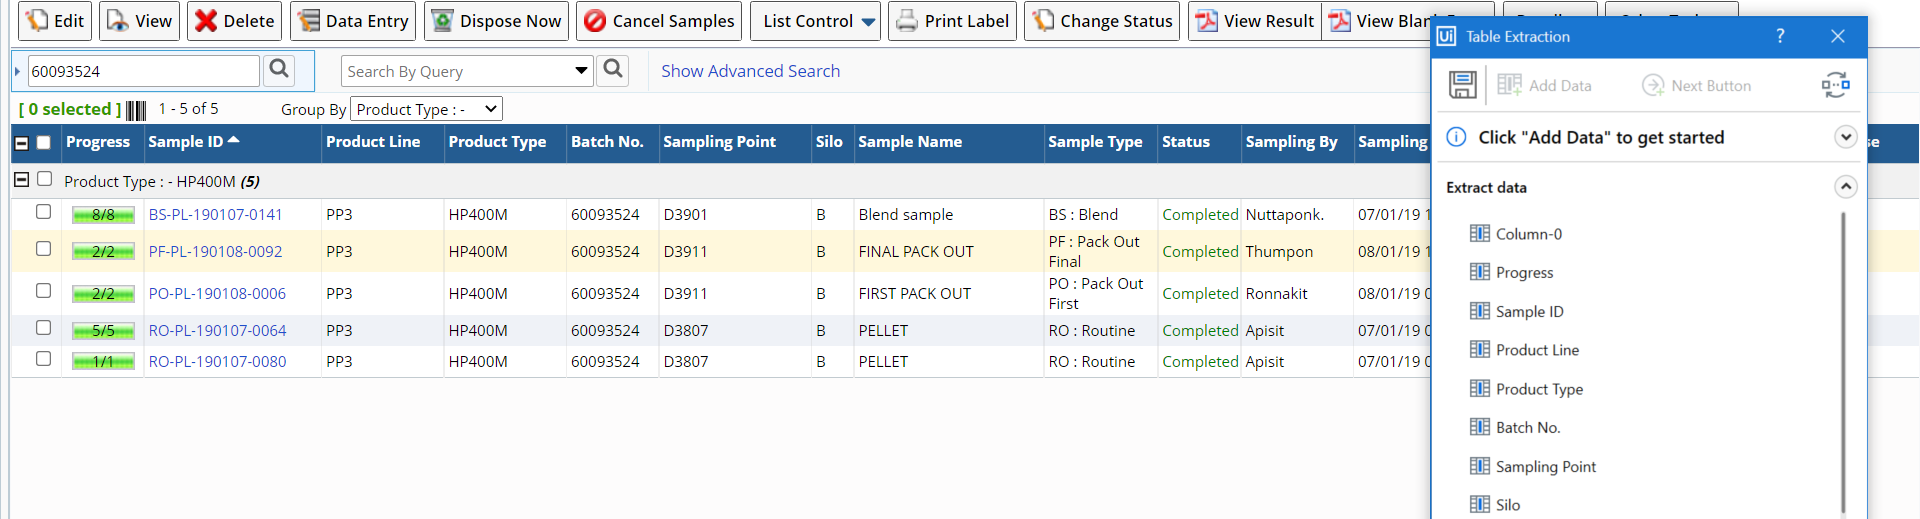 Edit View Delete Data Entry Dispose Now Cancel Samples List Control Print Label Change Status View Result View Blan
Ui Table Extraction ?
60093524 Search By Query Show Advanced Search
Add Data Next Button
[ 0 selected ] 1 - 5 of 5 Group By Product Type : -
Click "Add Data" to get started
Progress Sample ID Product Line Product Type Batch No. Sampling Point Silo Sample Name Sample Type Status Sampling By Sampling
Product Type : - HP400M (5)
8/8 BS-PL-190107-0141 PP3 HP400M 60093524 D3901 B Blend sample BS : Blend Completed Nuttaponk. 07/01/19 1
2/2 PF-PL-190108-0092 PP3 HP400M 60093524 D3911 B FINAL PACK OUT PF : Pack Out Final Completed Thumpon 08/01/19 1
2/2 PO-PL-190108-0006 PP3 HP400M 60093524 D3911 B FIRST PACK OUT PO : Pack Out First Completed Ronnakit 08/01/19 0
5/5 RO-PL-190107-0064 PP3 HP400M 60093524 D3807 B PELLET RO : Routine Completed Apisit 07/01/19 0
1/1 RO-PL-190107-0080 PP3 HP400M 60093524 D3807 B PELLET RO : Routine Completed Apisit 07/01/19 0
Extract data
Column-0
Progress
Sample ID
Product Line
Product Type
Batch No.
Sampling Point
Silo